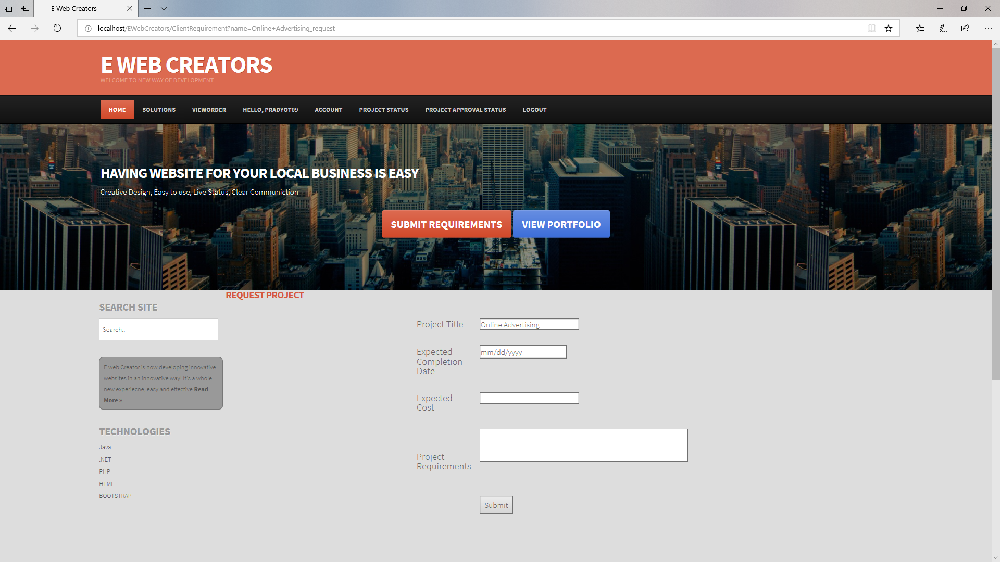 E Web Creators
localhost/EWebCreators/ClientRequirement?name=Online+Advertising_request
E WEB CREATORS
WELCOME TO NEW WAY OF DEVELOPMENT
HOME SOLUTIONS VIEWORDER HELLO, PRADYOT09 ACCOUNT PROJECT STATUS PROJECT APPROVAL STATUS LOGOUT
HAVING WEBSITE FOR YOUR LOCAL BUSINESS IS EASY
Creative Design, Easy to use, Live Status, Clear Communiction
SUBMIT REQUIREMENTS VIEW PORTFOLIO
SEARCH SITE
Search..
E web Creator is now developing innovative
websites in an innovative way! It's a whole
new experiecne, easy and effective.Read
More »
TECHNOLOGIES
Java
.NET
PHP
HTML
BOOTSTRAP
REQUEST PROJECT
Project Title Online Advertising
Expected
Completion
Date
mm/dd/yyyy
Expected
Cost
Project
Requirements
Submit